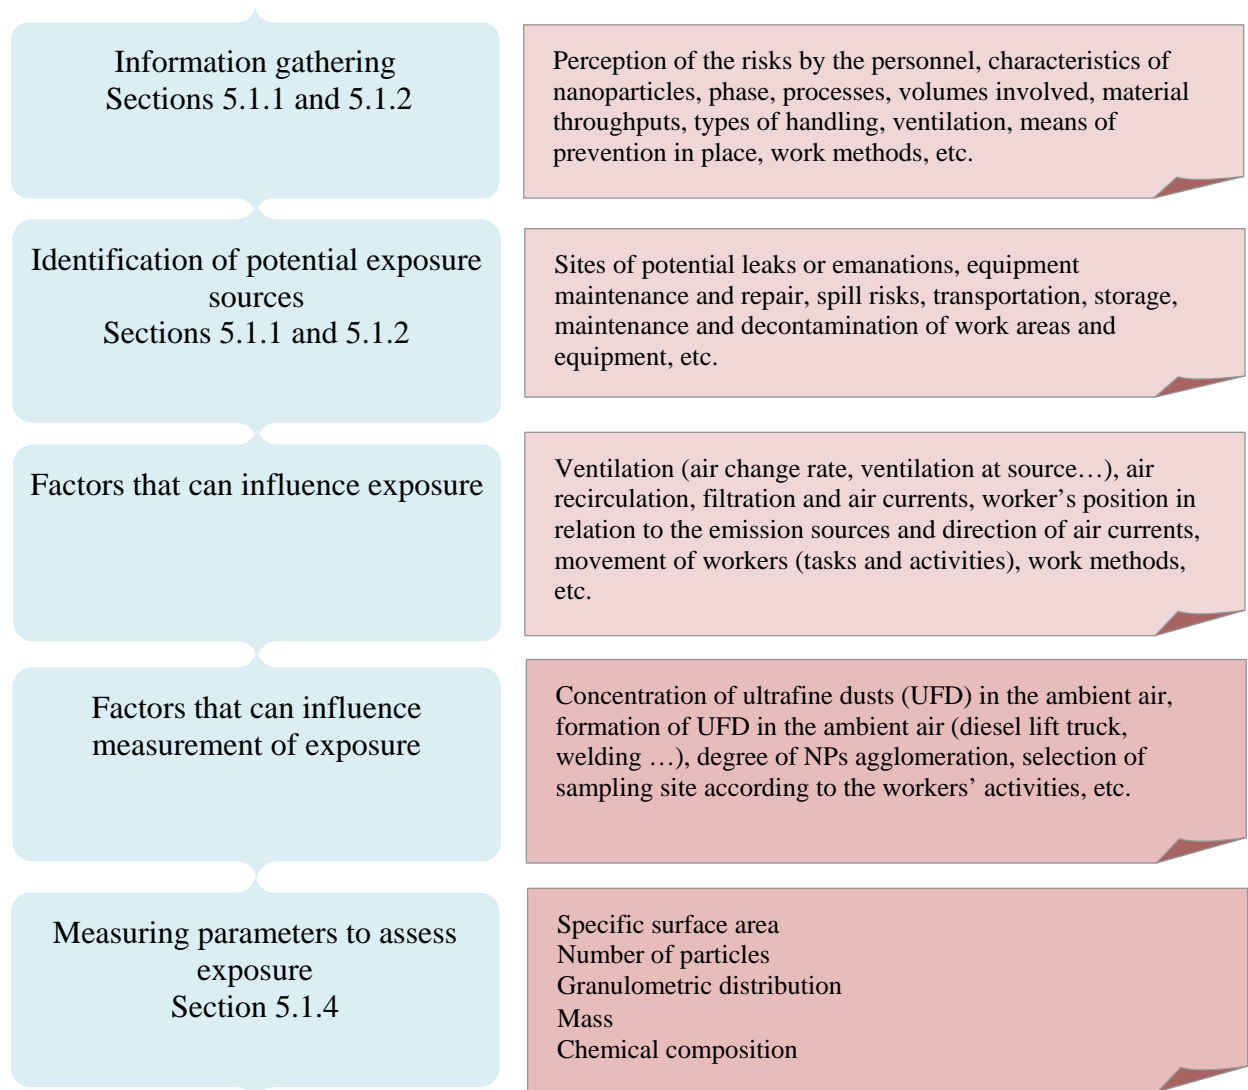 Information gathering
Sections 5.1.1 and 5.1.2
Perception of the risks by the personnel, characteristics of
nanoparticles, phase, processes, volumes involved, material
throughputs, types of handling, ventilation, means of
prevention in place, work methods, etc.
Identification of potential exposure
sources
Sections 5.1.1 and 5.1.2
Sites of potential leaks or emanations, equipment
maintenance and repair, spill risks, transportation, storage,
maintenance and decontamination of work areas and
equipment, etc.
Factors that can influence exposure
Ventilation (air change rate, ventilation at source…), air
recirculation, filtration and air currents, worker’s position in
relation to the emission sources and direction of air currents,
movement of workers (tasks and activities), work methods,
etc.
Factors that can influence
measurement of exposure
Concentration of ultrafine dusts (UFD) in the ambient air,
formation of UFD in the ambient air (diesel lift truck,
welding …), degree of NPs agglomeration, selection of
sampling site according to the workers’ activities, etc.
Measuring parameters to assess
exposure
Section 5.1.4
Specific surface area
Number of particles
Granulometric distribution
Mass
Chemical composition